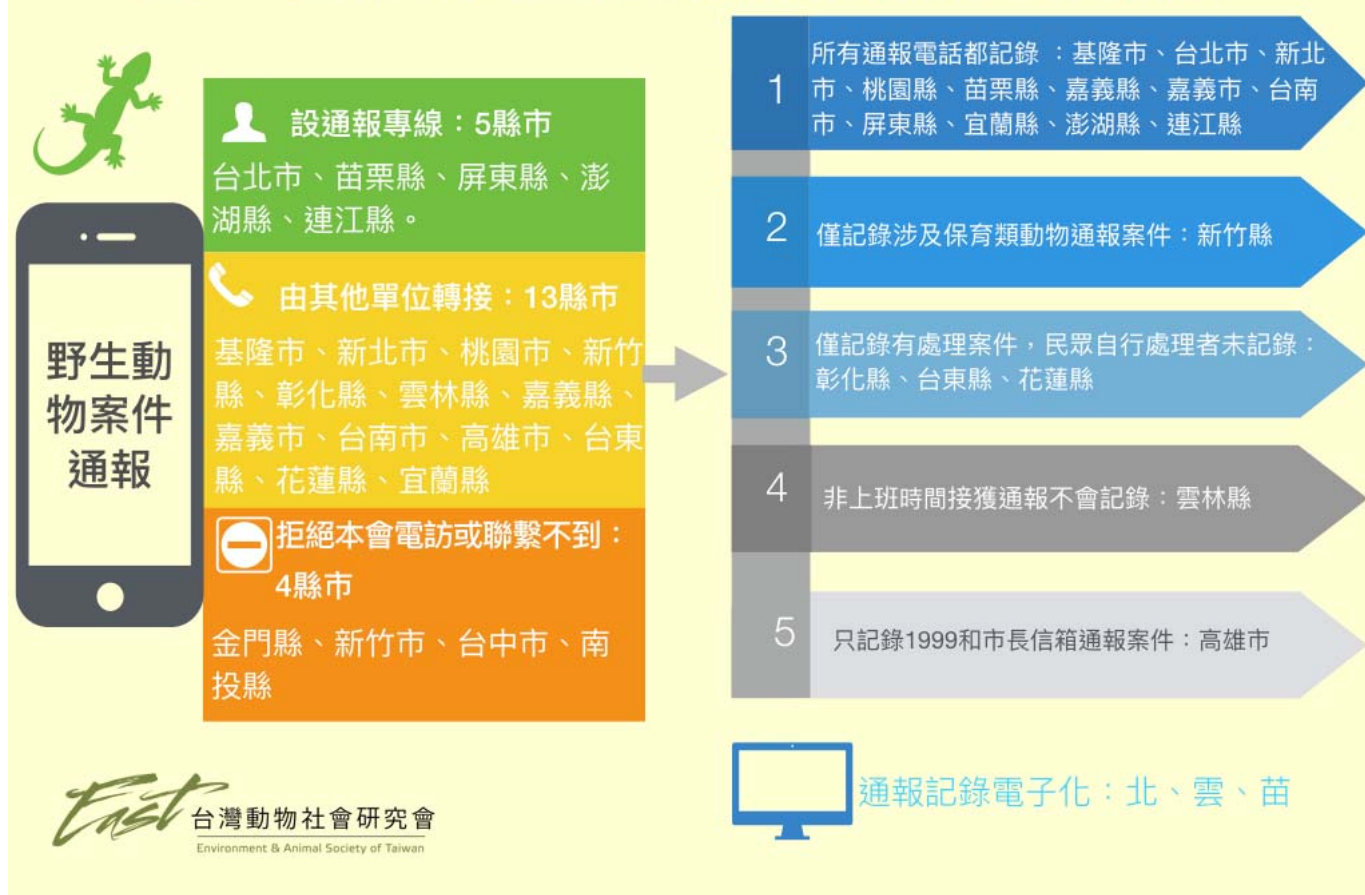 野生動
物案件
通報
設通報專線：5縣市
台北市、苗栗縣、屏東縣、澎
湖縣、連江縣。
由其他單位轉接：13縣市
基隆市、新北市、桃園市、新竹
縣、彰化縣、雲林縣、嘉義縣、
嘉義市、台南市、高雄市、台東
縣、花蓮縣、宜蘭縣
拒絕本會電訪或聯繫不到：
4縣市
金門縣、新竹市、台中市、南
投縣
1
所有通報電話都記錄 ：基隆市、台北市、新北
市、桃園縣、苗栗縣、嘉義縣、嘉義市、台南
市、屏東縣、宜蘭縣、澎湖縣、連江縣
2
僅記錄涉及保育類動物通報案件：新竹縣
3
僅記錄有處理案件，民眾自行處理者未記錄：
彰化縣、台東縣、花蓮縣
4
非上班時間接獲通報不會記錄：雲林縣
5
只記錄1999和市長信箱通報案件：高雄市
通報記錄電子化：北、雲、苗
East 台灣動物社會研究會
Environment & Animal Society of Taiwan